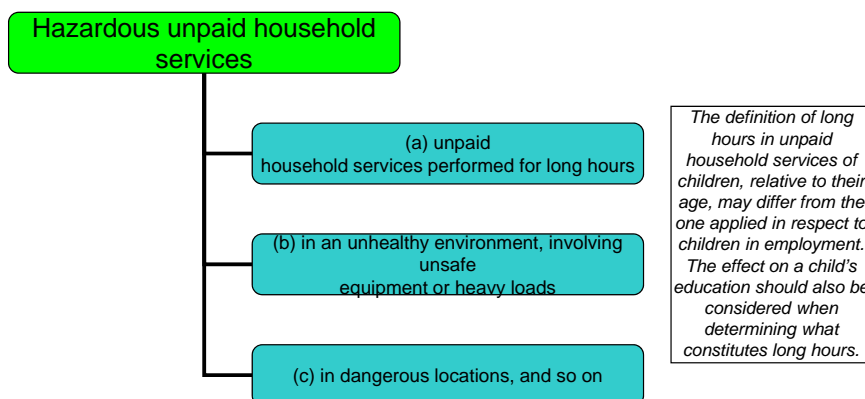 Hazardous unpaid household
services
(a) unpaid
household services performed for long hours
(b) in an unhealthy environment, involving
unsafe
equipment or heavy loads
(c) in dangerous locations, and so on
The definition of long
hours in unpaid
household services of
children, relative to their
age, may differ from the
one applied in respect to
children in employment.
The effect on a child’s
education should also be
considered when
determining what
constitutes long hours.